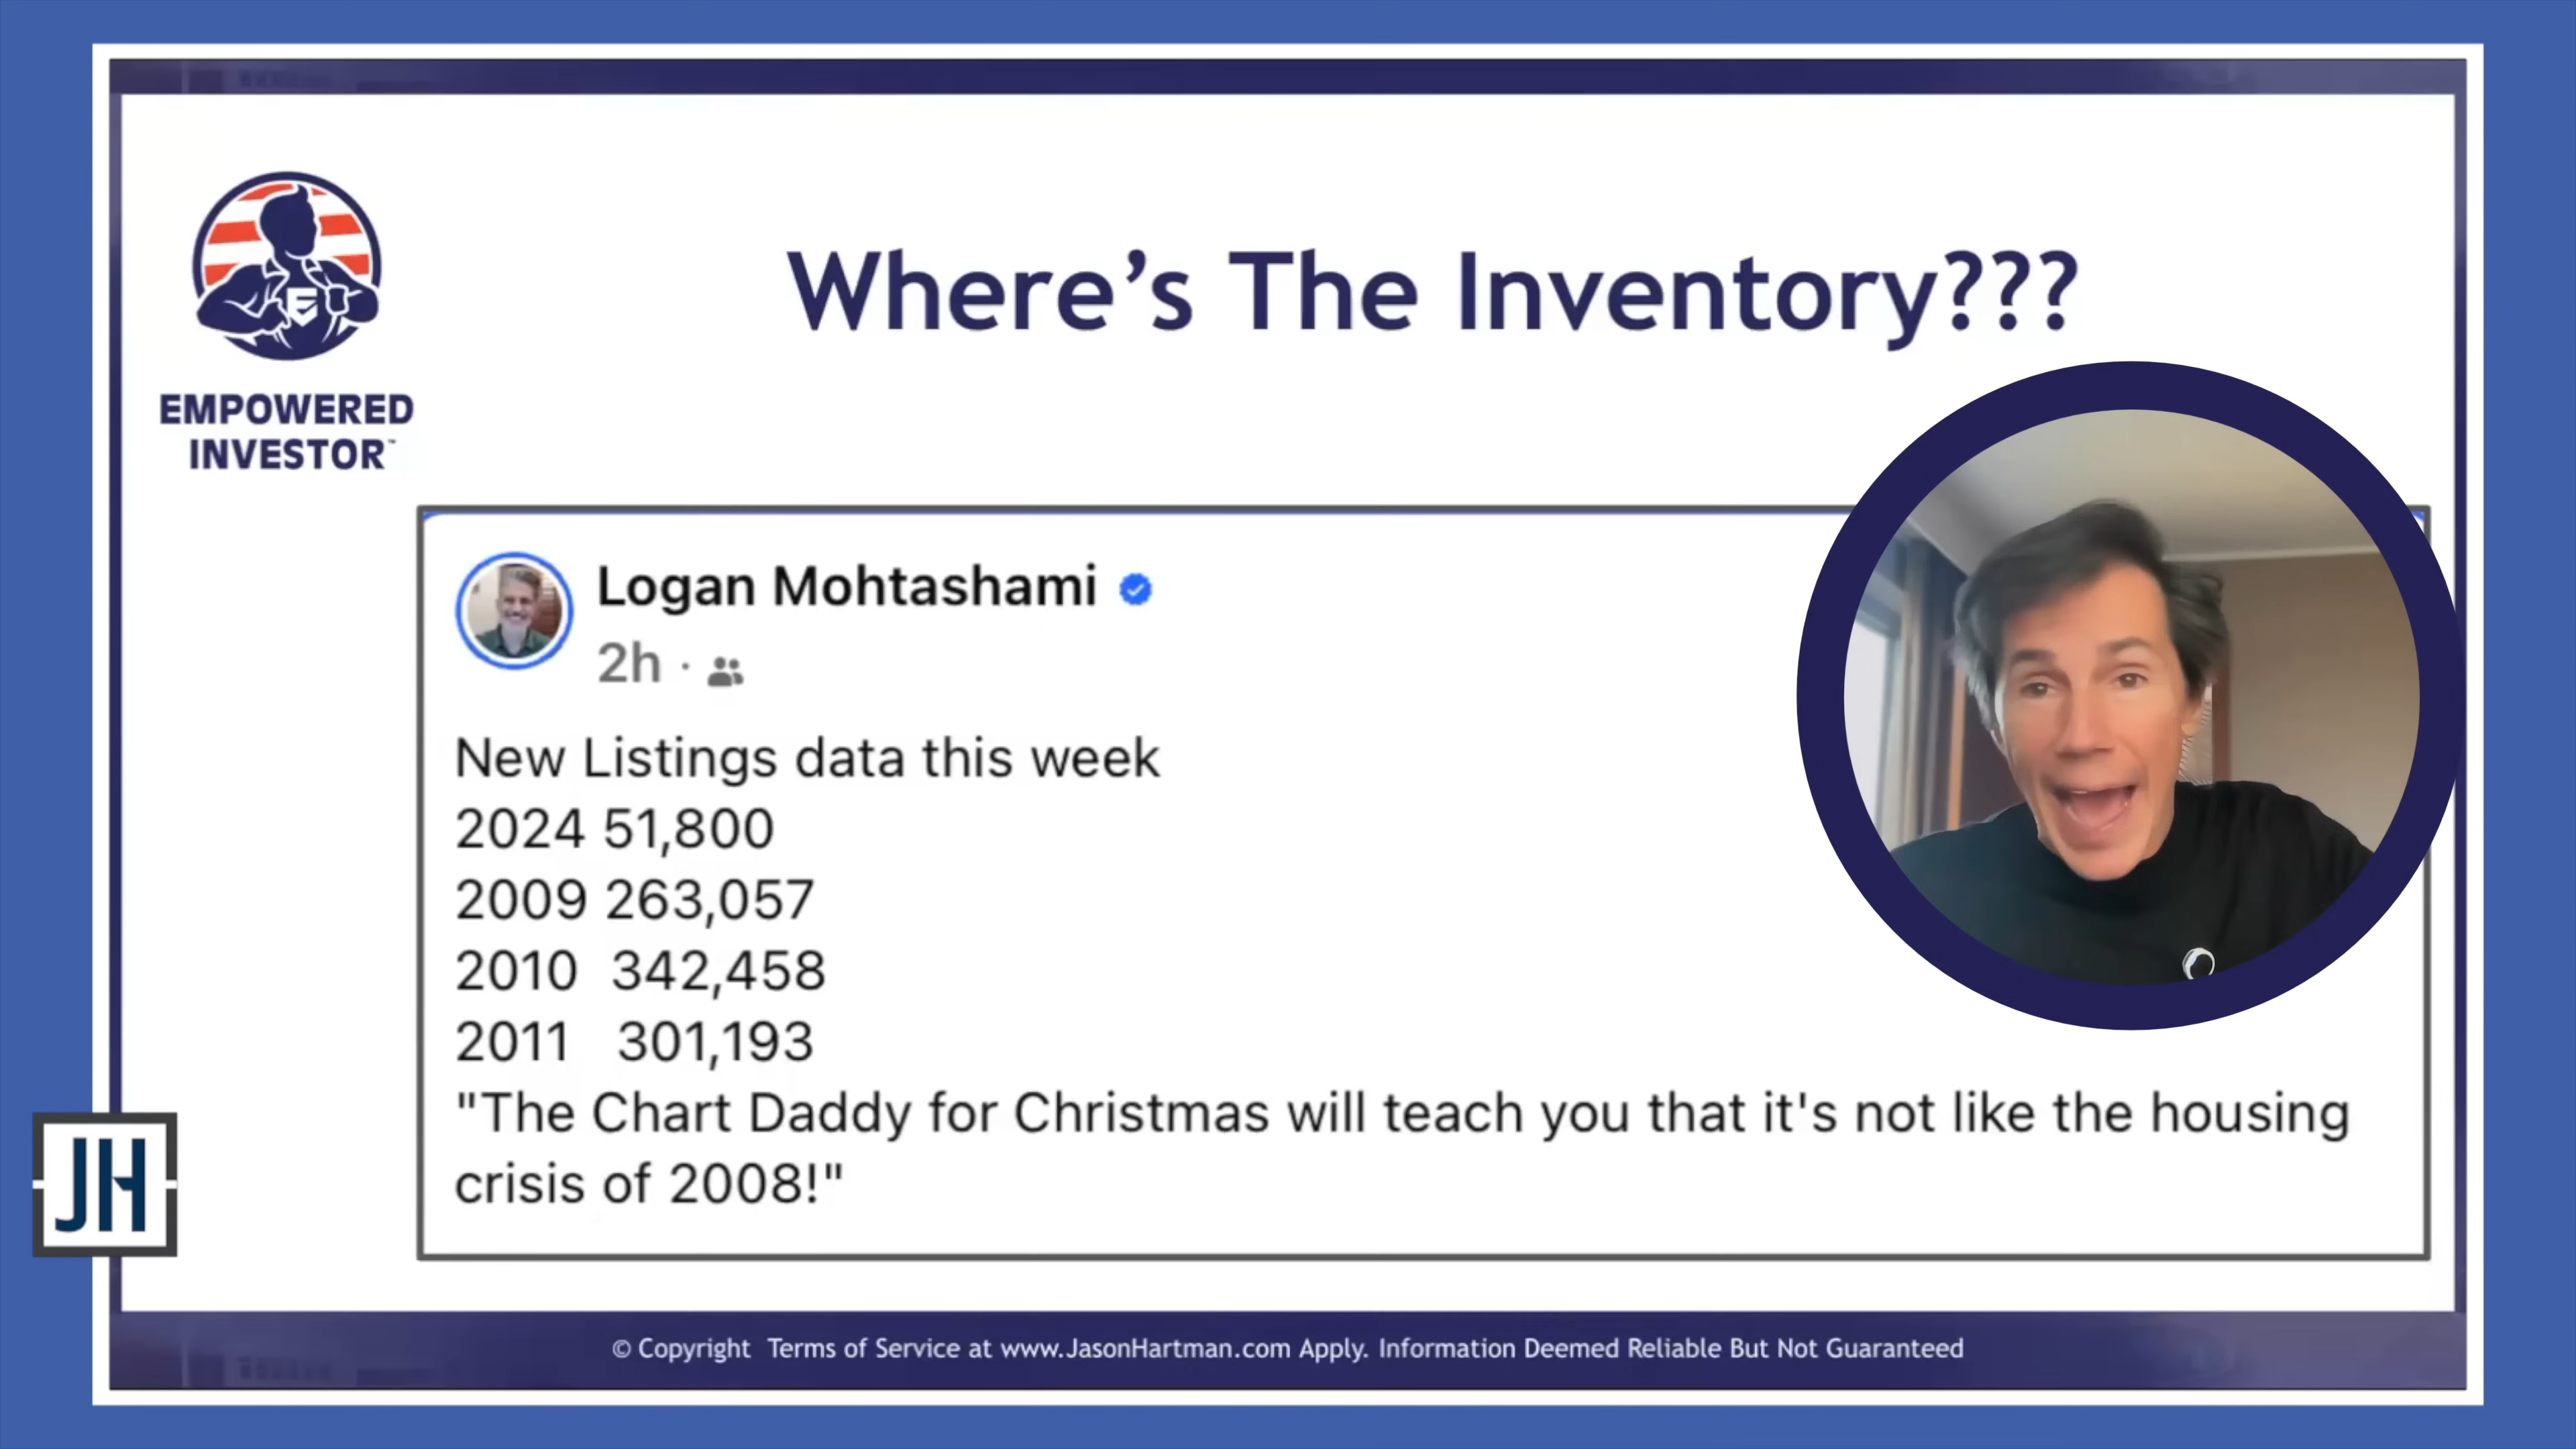 Where's The Inventory???
EMPOWERED
INVESTOR™
Logan Mohtashami
2h ·
New Listings data this week
2024 51,800
2009 263,057
2010 342,458
2011 301,193
"The Chart Daddy for Christmas will teach you that it's not like the housing
crisis of 2008!"
JH
© Copyright Terms of Service at www.JasonHartman.com Apply. Information Deemed Reliable But Not Guaranteed